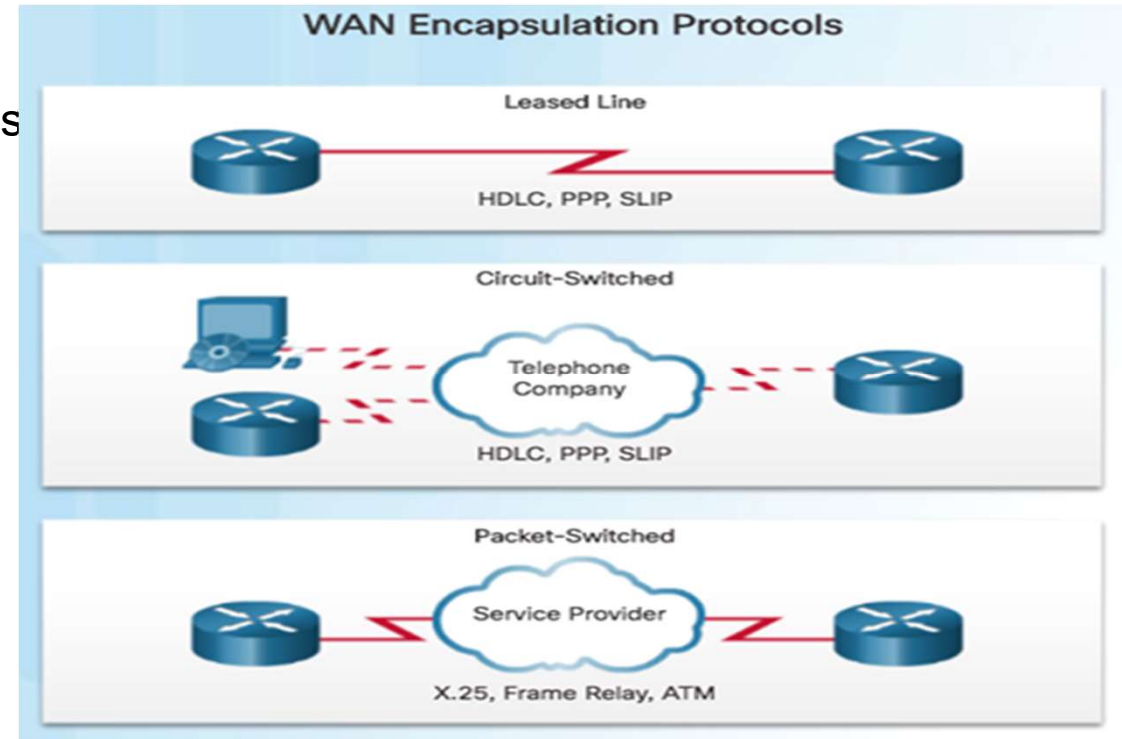 WAN Encapsulation Protocols
s
Leased Line
HDLC, PPP, SLIP
Circuit-Switched
Telephone
Company
HDLC, PPP, SLIP
Packet-Switched
Service Provider
X.25, Frame Relay, ATM